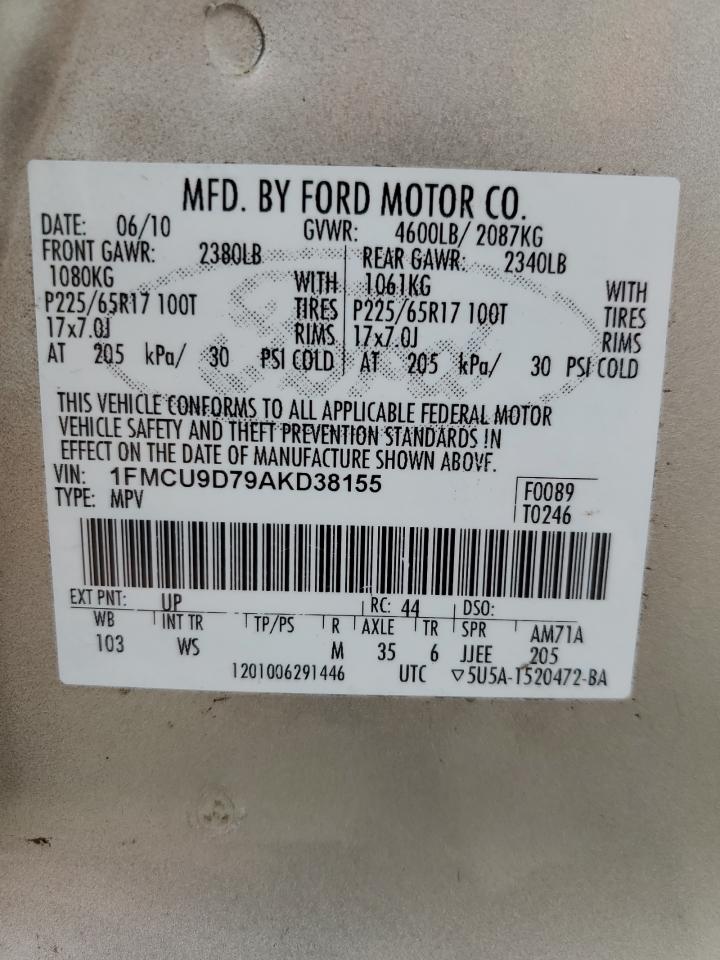 MFD. BY FORD MOTOR CO.
DATE: 06/10 GVWR: 4600LB/ 2087KG
FRONT GAWR: 2380LB REAR GAWR: 2340LB
1080KG WITH 1061KG WITH
P225/65R17 100T TIRES P225/65R17 100T TIRES
17x7.0J RIMS 17x7.0J RIMS
AT 205 kPa/ 30 PSI COLD AT 205 kPa/ 30 PSI COLD
THIS VEHICLE CONFORMS TO ALL APPLICABLE FEDERAL MOTOR
VEHICLE SAFETY AND THEFT PREVENTION STANDARDS IN
EFFECT ON THE DATE OF MANUFACTURE SHOWN ABOVE.
VIN: 1FMCU9D79AKD38155 F0089
TYPE: MPV T0246
EXT PNT: UP RC: 44 DSO:
WB INT TR TP/PS R AXLE TR SPR AM71A
103 WS M 35 6 JJEE 205
1201006291446 UTC ▽5U5A-1520472-BA